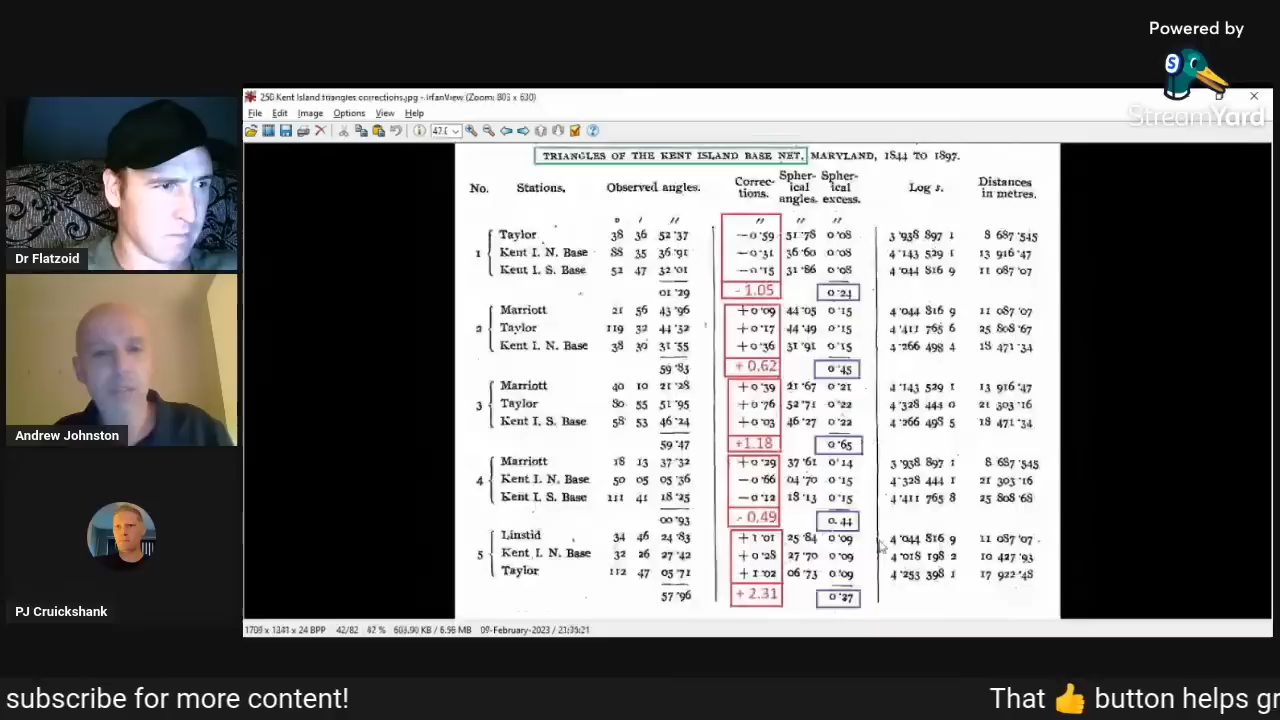 Powered by
StreamYard
250 Kent Island triangles corrections.jpg - IrfanView (Zoom: 803 x 630)
File Edit Image Options View Help
TRIANGLES OF THE KENT ISLAND BASE NET, MARYLAND, 1844 TO 1897.
No. Stations. Observed angles. Correc- tions. Spher- ical angles. Spher- ical excess. Log s. Distances in metres.
° ′ ″ ″ ″ ″
1 Taylor 38 36 52·37 —0·59 51·78 0·08 3·938 897 1 8 687·545
Kent I. N. Base 88 35 36·91 —0·31 36·60 0·08 4·143 529 1 13 916·47
Kent I. S. Base 52 47 32·01 —0·15 31·86 0·08 4·044 816 9 11 087·07
01·29 - 1.05 0·24
2 Marriott 21 56 43·96 +0·09 44·05 0·15 4·044 816 9 11 087·07
Taylor 119 32 44·32 +0·17 44·49 0·15 4·411 765 6 25 808·67
Kent I. N. Base 38 30 31·55 +0·36 31·91 0·15 4·266 498 4 18 471·34
59·83 + 0,62 0·45
3 Marriott 40 10 21·28 +0·39 21·67 0·21 4·143 529 1 13 916·47
Taylor 80 55 51·95 +0·76 52·71 0·22 4·328 444 0 21 303·16
Kent I. S. Base 58 53 46·24 +0·03 46·27 0·22 4·266 498 5 18 471·34
59·47 +1.18 0·65
4 Marriott 18 13 37·32 +0·29 37·61 0·14 3·938 897 1 8 687·545
Kent I. N. Base 50 05 05·36 —0·66 04·70 0·15 4·328 444 1 21 303·16
Kent I. S. Base 111 41 18·25 —0·12 18·13 0·15 4·411 765 8 25 808·68
00·93 - 0,49 0.44
5 Linstid 34 46 24·83 +1·01 25·84 0·09 4·044 816 9 11 087·07
Kent I. N. Base 32 26 27·42 +0·28 27·70 0·09 4·018 198 2 10 427·93
Taylor 112 47 05·71 +1·02 06·73 0·09 4·253 398 1 17 922·48
57·96 + 2.31 0·27
Dr Flatzoid
Andrew Johnston
PJ Cruickshank
42/82 47 % 603.90 KB / 6.56 MB
subscribe for more content!
That 👍 button helps gr